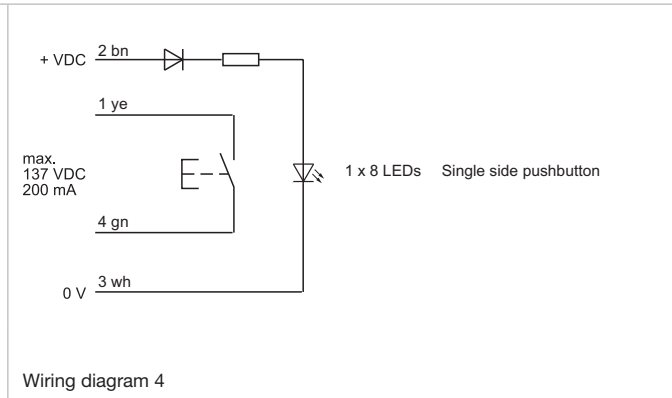 + VDC 2 bn
1 ye
max.
137 VDC
200 mA
1 x 8 LEDs Single side pushbutton
4 gn
0 V 3 wh
Wiring diagram 4